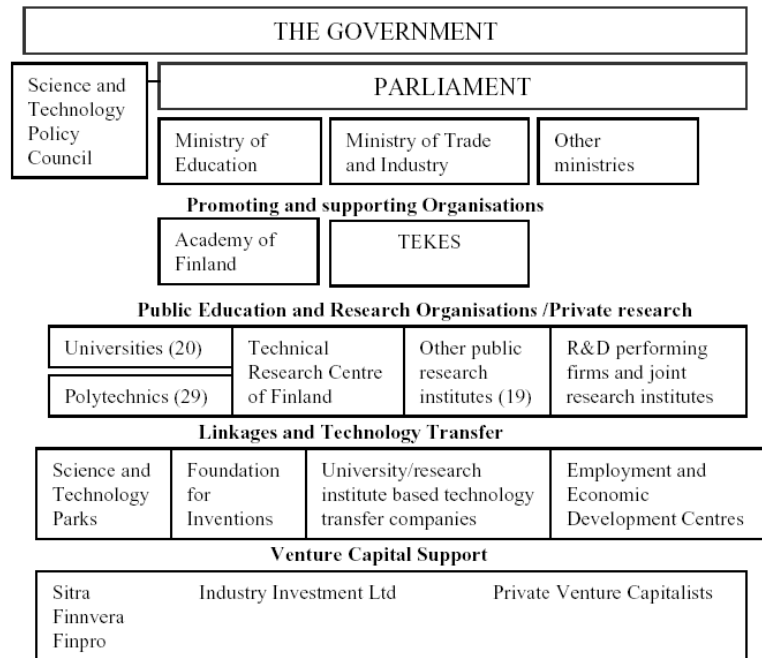 THE GOVERNMENT
Science and
Technology
Policy
Council
PARLIAMENT
Ministry of
Education
Ministry of Trade
and Industry
Other
ministries
Promoting and supporting Organisations
Academy of
Finland
TEKES
Public Education and Research Organisations /Private research
Universities (20)
Polytechnics (29)
Technical
Research Centre
of Finland
Other public
research
institutes (19)
R&D performing
firms and joint
research institutes
Linkages and Technology Transfer
Science and
Technology
Parks
Foundation
for
Inventions
University/research
institute based technology
transfer companies
Employment and
Economic
Development Centres
Venture Capital Support
Sitra
Finnvera
Finpro
Industry Investment Ltd
Private Venture Capitalists